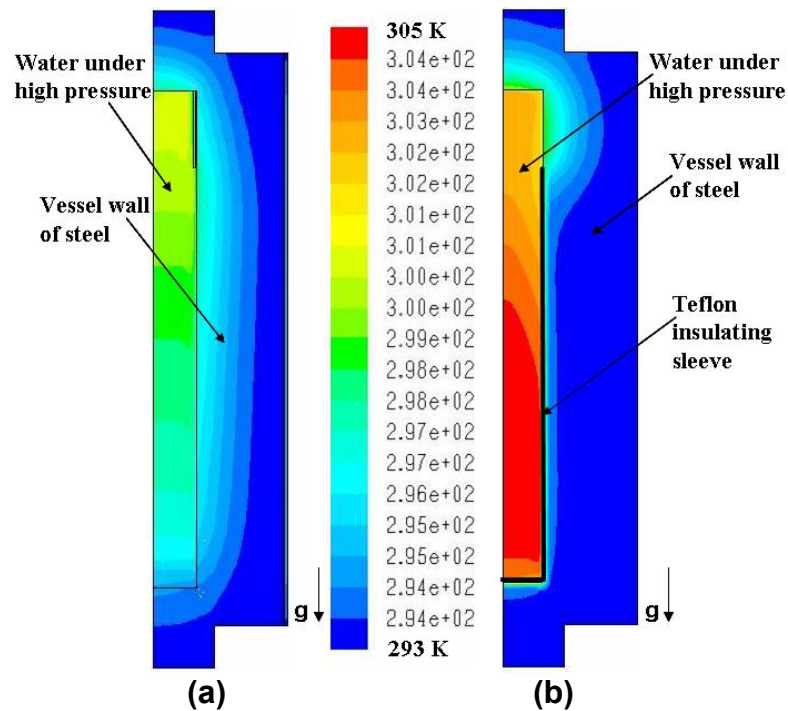 Water under
high pressure
Vessel wall
of steel
g
(a)
305 K
3.04e+02
3.04e+02
3.03e+02
3.02e+02
3.02e+02
3.01e+02
3.01e+02
3.00e+02
3.00e+02
2.99e+02
2.98e+02
2.98e+02
2.97e+02
2.97e+02
2.96e+02
2.95e+02
2.95e+02
2.94e+02
2.94e+02
293 K
Water under
high pressure
Vessel wall
of steel
Teflon
insulating
sleeve
g
(b)